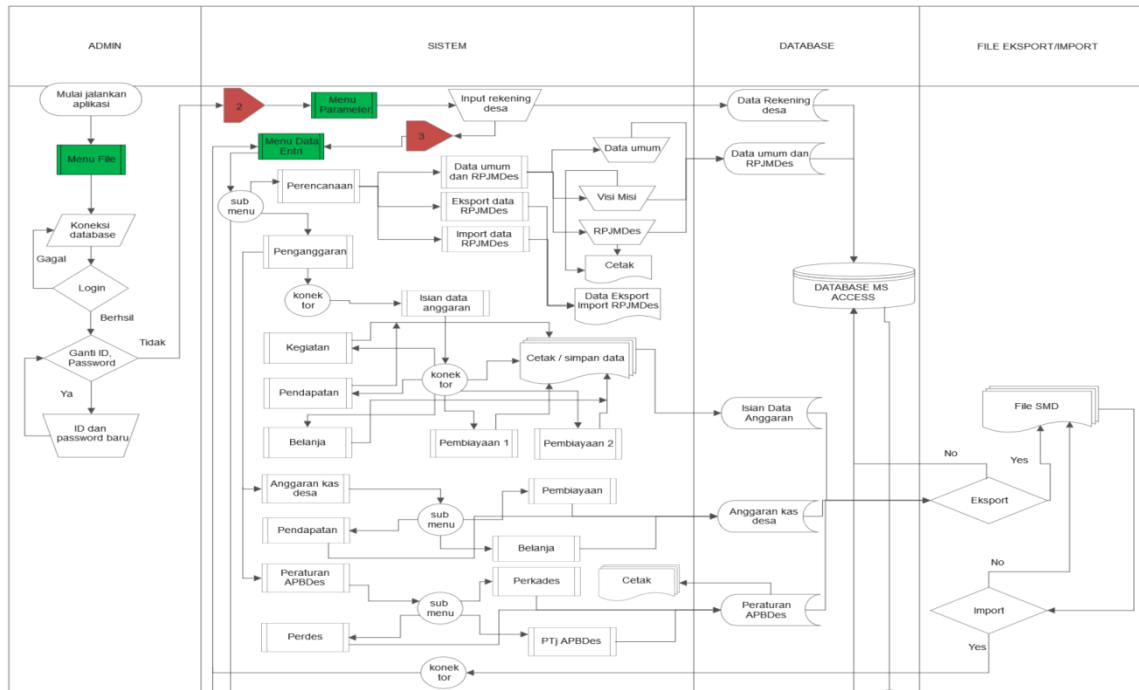 ADMIN
SISTEM
DATABASE
FILE EKSPORT/IMPORT
Mulai jalankan
aplikasi
Menu File
Koneksi
database
Gagal
Login
Berhsil
Ganti ID,
Password
Tidak
Ya
ID dan
password baru
2
Menu
Parameter
Input rekening
desa
3
Menu Data
Entri
sub
menu
Perencanaan
Data umum
dan RPJMDes
Eksport data
RPJMDes
Import data
RPJMDes
Data umum
Visi Misi
RPJMDes
Cetak
Data Eksport
Import RPJMDes
Penganggaran
konek
tor
Isian data
anggaran
Kegiatan
Pendapatan
Belanja
konek
tor
Cetak / simpan data
Pembiayaan 1
Pembiayaan 2
Anggaran kas
desa
Pendapatan
sub
menu
Pembiayaan
Belanja
Peraturan
APBDes
Perdes
sub
menu
Perkades
PTj APBDes
Cetak
konek
tor
Data Rekening
desa
Data umum dan
RPJMDes
DATABASE MS
ACCESS
Isian Data
Anggaran
Anggaran kas
desa
Peraturan
APBDes
File SMD
No
Yes
Eksport
No
Import
Yes